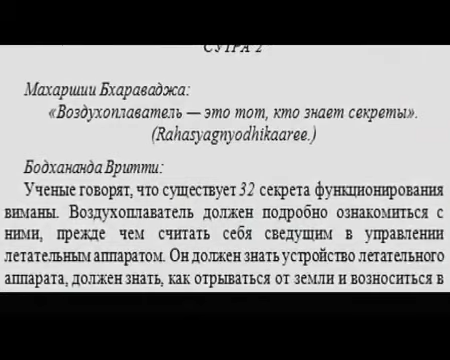 СУТРА 2
Махаршии Бхараваджа:
«Воздухоплаватель — это тот, кто знает секреты».
(Rahasyagnyodhikaaree.)
Бодхананда Вритти:
Ученые говорят, что существует 32 секрета функционирования
виманы. Воздухоплаватель должен подробно ознакомиться с
ними, прежде чем считать себя сведущим в управлении
летательным аппаратом. Он должен знать устройство летательного
аппарата, должен знать, как отрываться от земли и возноситься в